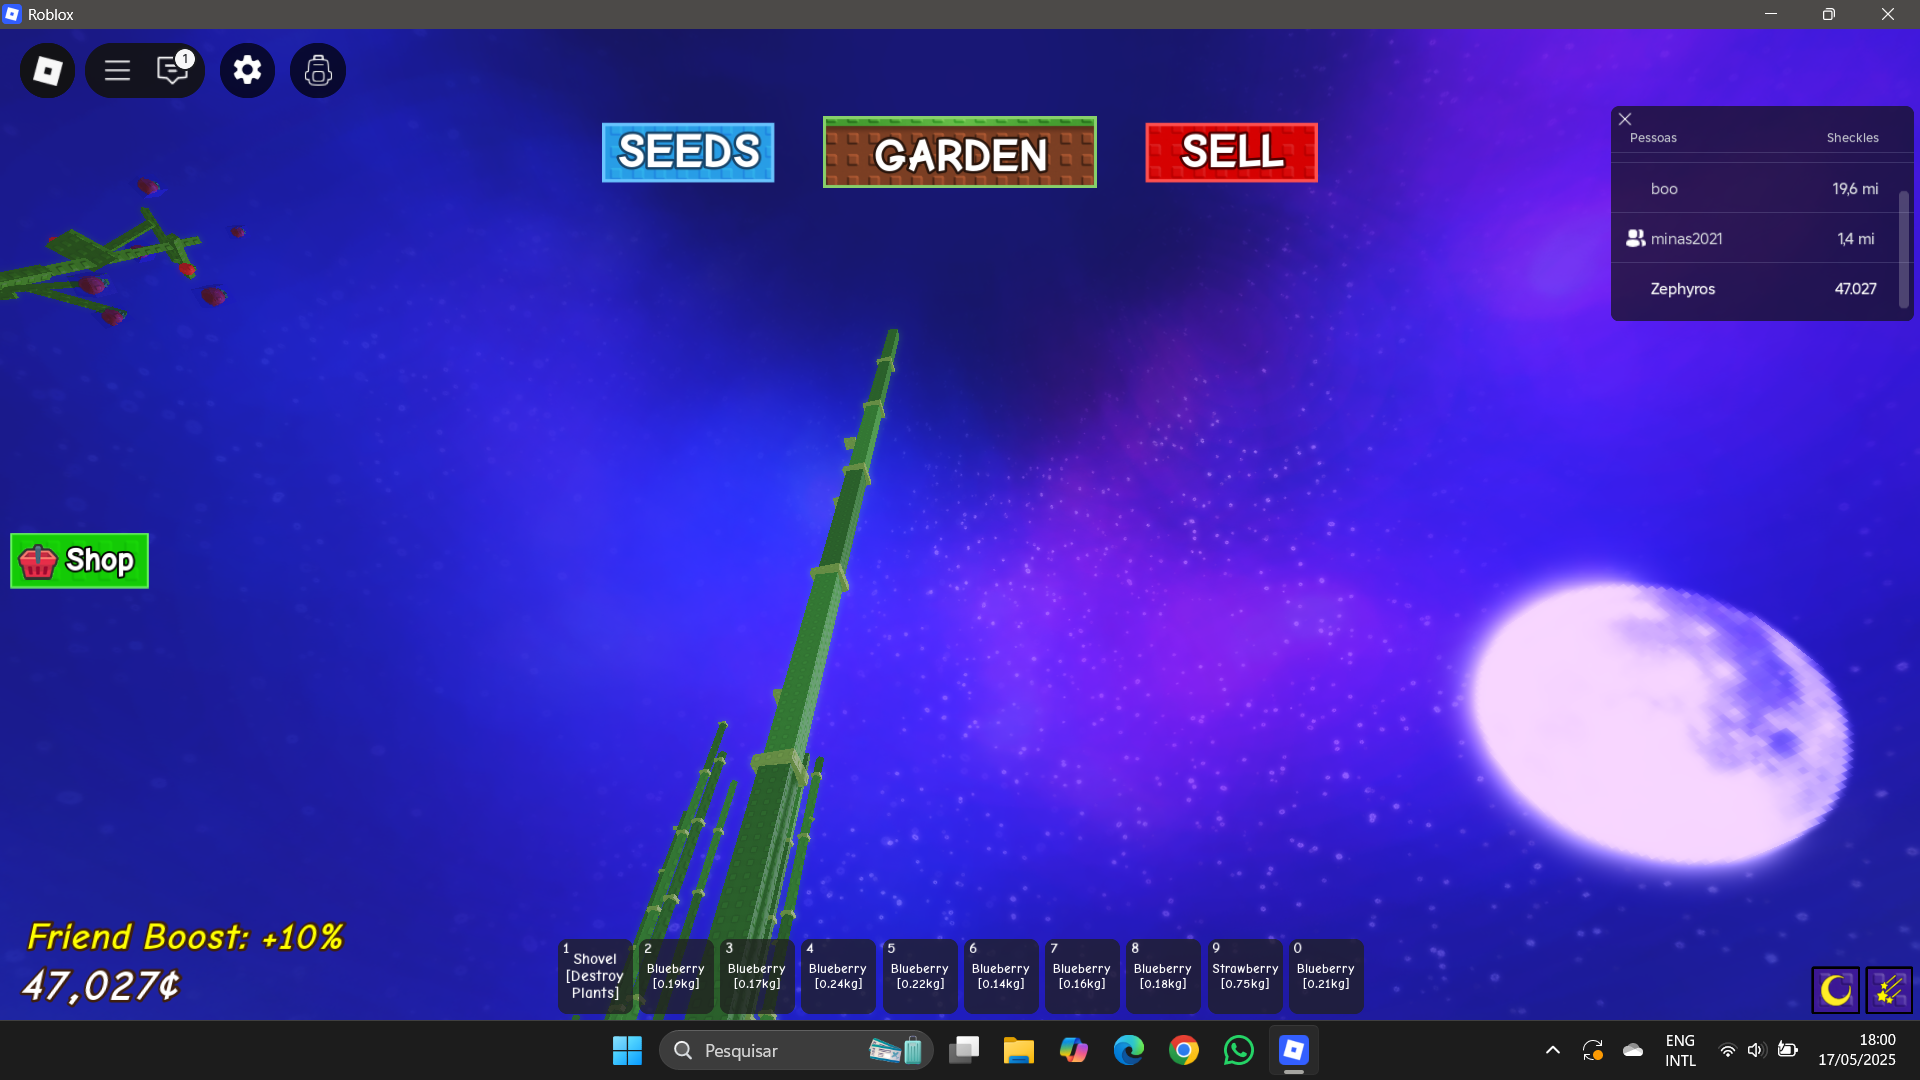 Roblox
1
SEEDS
GARDEN
SELL
Pessoas Sheckles
boo 19,6 mi
minas2021 1,4 mi
Zephyros 47.027
Shop
Friend Boost: +10%
47,027¢
1 Shovel [Destroy Plants]
2 Blueberry [0.19kg]
3 Blueberry [0.17kg]
4 Blueberry [0.24kg]
5 Blueberry [0.22kg]
6 Blueberry [0.14kg]
7 Blueberry [0.16kg]
8 Blueberry [0.18kg]
9 Strawberry [0.75kg]
0 Blueberry [0.21kg]
Pesquisar
ENG
INTL
18:00
17/05/2025